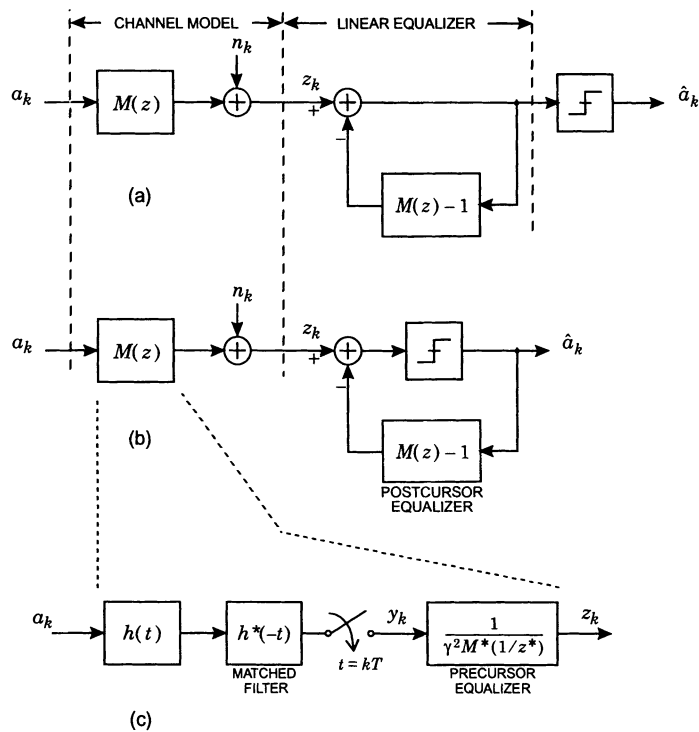 CHANNEL MODEL
LINEAR EQUALIZER
n_k
a_k
M(z)
+
z_k
+
+
−
M(z) − 1
â_k
(a)
n_k
a_k
M(z)
+
z_k
+
+
−
M(z) − 1
â_k
POSTCURSOR
EQUALIZER
(b)
a_k
h(t)
h*(-t)
MATCHED
FILTER
t = kT
y_k
1
γ²M*(1/z*)
PRECURSOR
EQUALIZER
z_k
(c)